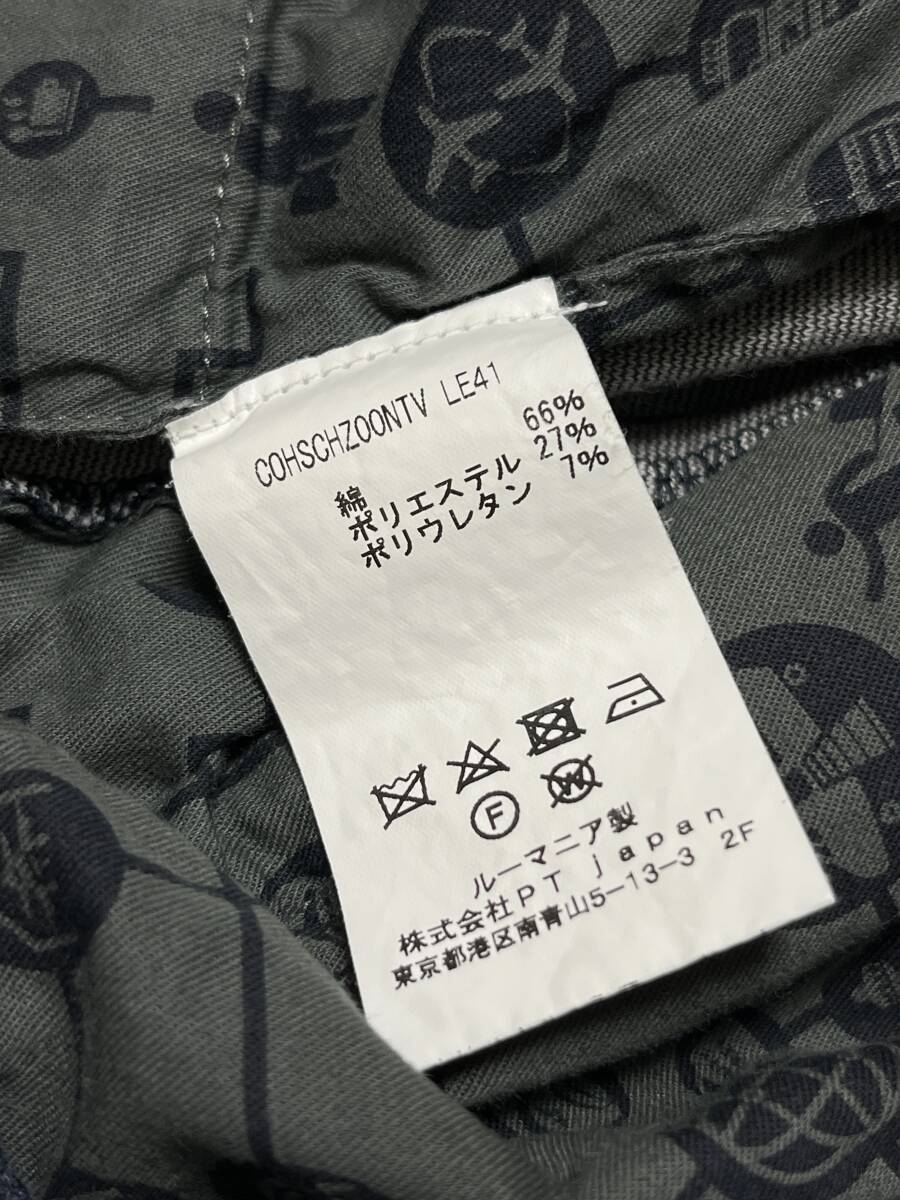 COHSCHZOONTV LE41
綿 66%
ポリエステル 27%
ポリウレタン 7%
F
W
ルーマニア製
株式会社PT japan
東京都港区南青山5-13-3 2F